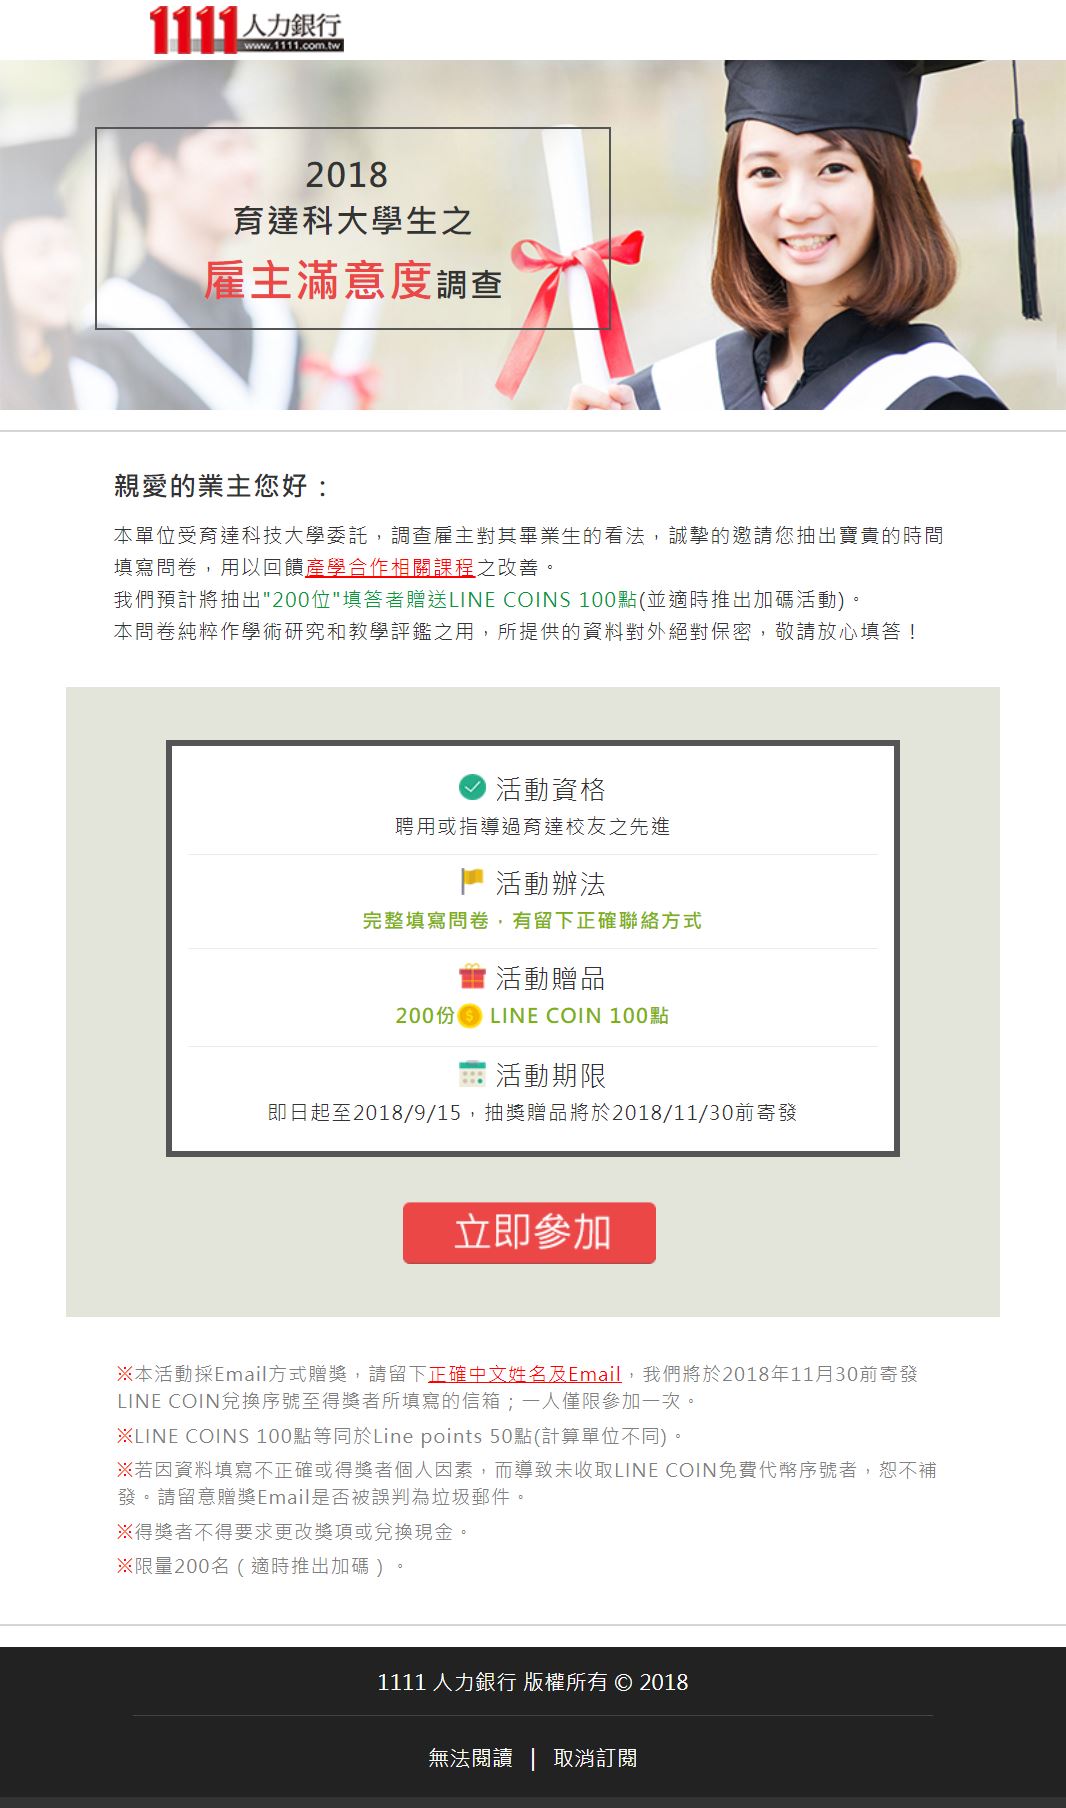 1111人力銀行
www.1111.com.tw
2018
育達科大學生之
雇主滿意度調查
親愛的業主您好：
本單位受育達科技大學委託，調查雇主對其畢業生的看法，誠摯的邀請您抽出寶貴的時間
填寫問卷，用以回饋產學合作相關課程之改善。
我們預計將抽出"200位"填答者贈送LINE COINS 100點(並適時推出加碼活動)。
本問卷純粹作學術研究和教學評鑑之用，所提供的資料對外絕對保密，敬請放心填答！
活動資格
聘用或指導過育達校友之先進
活動辦法
完整填寫問卷，有留下正確聯絡方式
活動贈品
200份 LINE COIN 100點
活動期限
即日起至2018/9/15，抽獎贈品將於2018/11/30前寄發
立即參加
※本活動採Email方式贈獎，請留下正確中文姓名及Email，我們將於2018年11月30前寄發
LINE COIN兌換序號至得獎者所填寫的信箱；一人僅限參加一次。
※LINE COINS 100點等同於Line points 50點(計算單位不同)。
※若因資料填寫不正確或得獎者個人因素，而導致未收取LINE COIN免費代幣序號者，恕不補
發。請留意贈獎Email是否被誤判為垃圾郵件。
※得獎者不得要求更改獎項或兌換現金。
※限量200名（適時推出加碼）。
1111 人力銀行 版權所有 © 2018
無法閱讀 | 取消訂閱